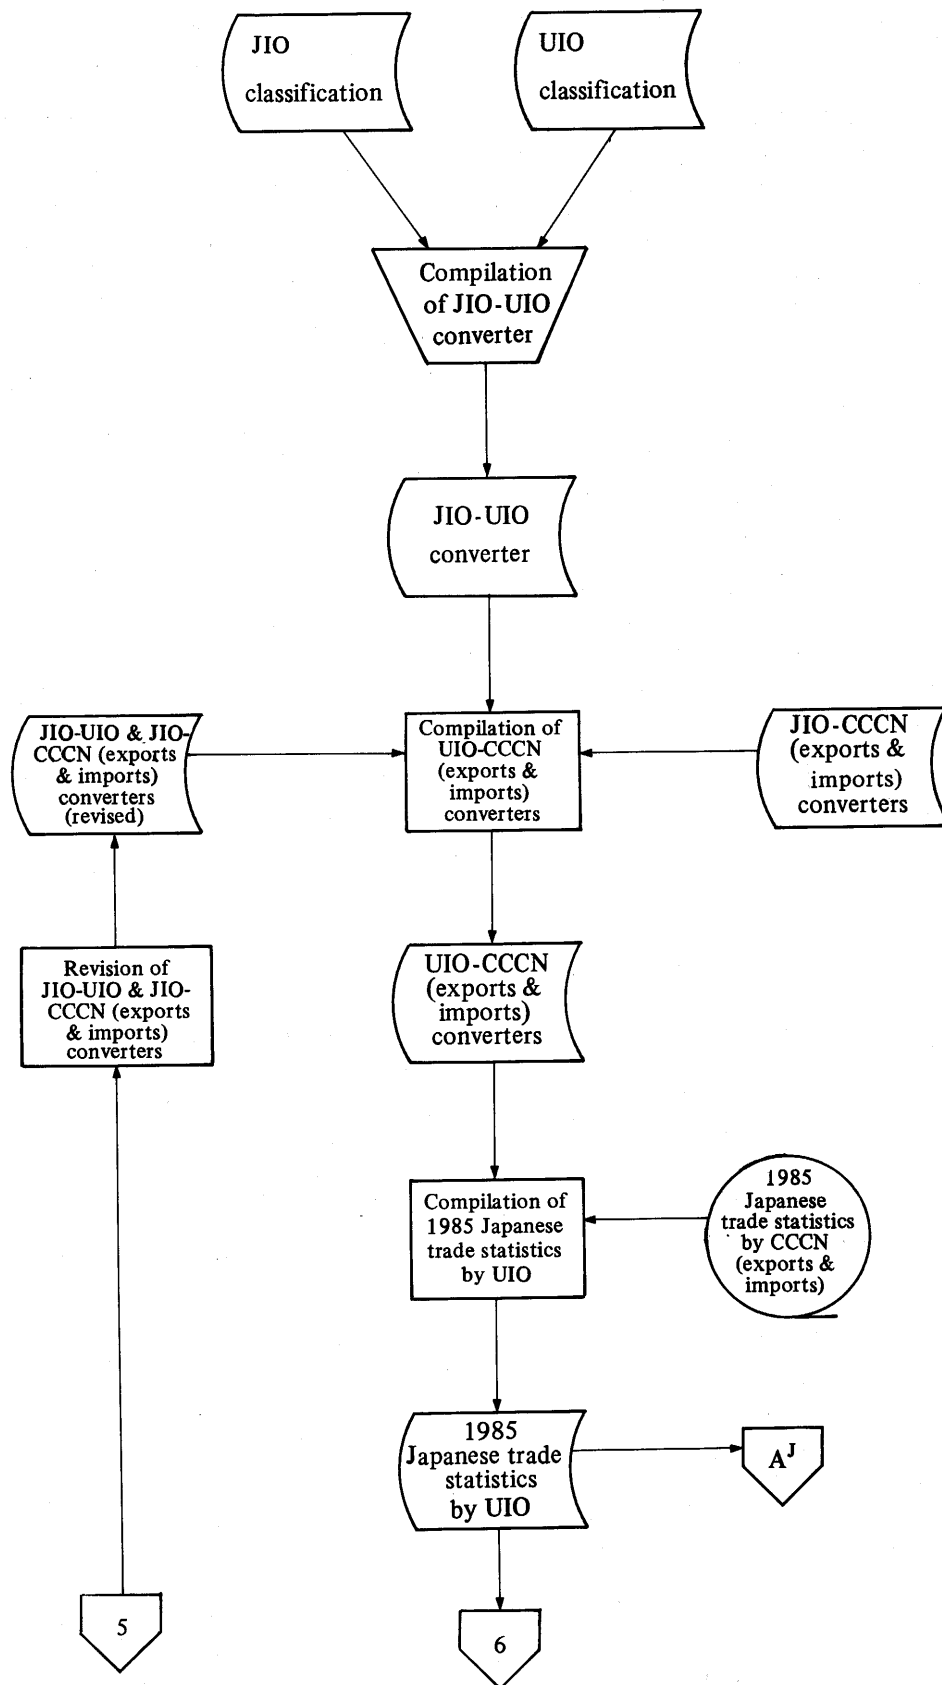 JIO
classification
UIO
classification
Compilation
of JIO-UIO
converter
JIO-UIO
converter
JIO-UIO & JIO-
CCCN (exports
& imports)
converters
(revised)
Compilation of
UIO-CCCN
(exports &
imports)
converters
JIO-CCCN
(exports &
imports)
converters
Revision of
JIO-UIO & JIO-
CCCN (exports
& imports)
converters
UIO-CCCN
(exports &
imports)
converters
Compilation of
1985 Japanese
trade statistics
by UIO
1985
Japanese
trade statistics
by CCCN
(exports &
imports)
1985
Japanese trade
statistics
by UIO
A^J
5
6